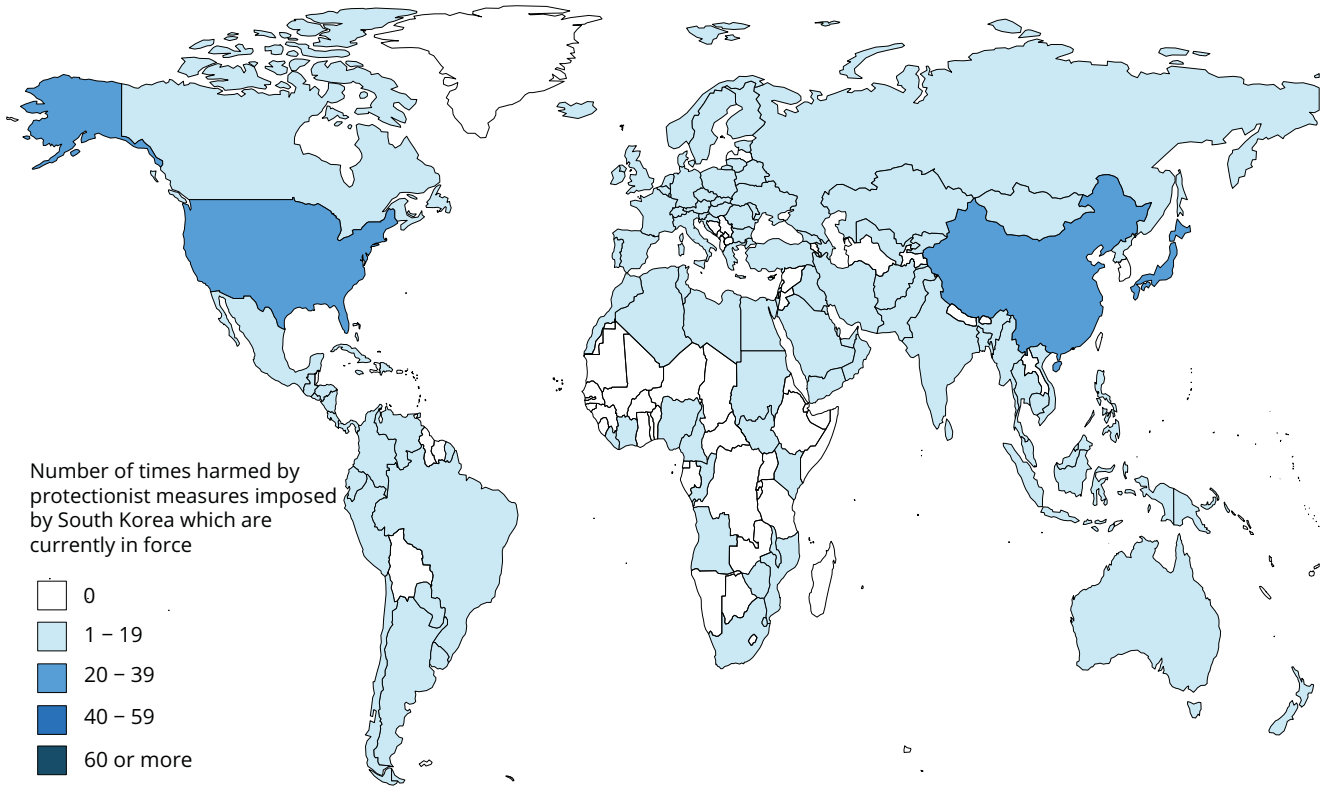 Number of times harmed by
protectionist measures imposed
by South Korea which are
currently in force
0
1 – 19
20 – 39
40 – 59
60 or more